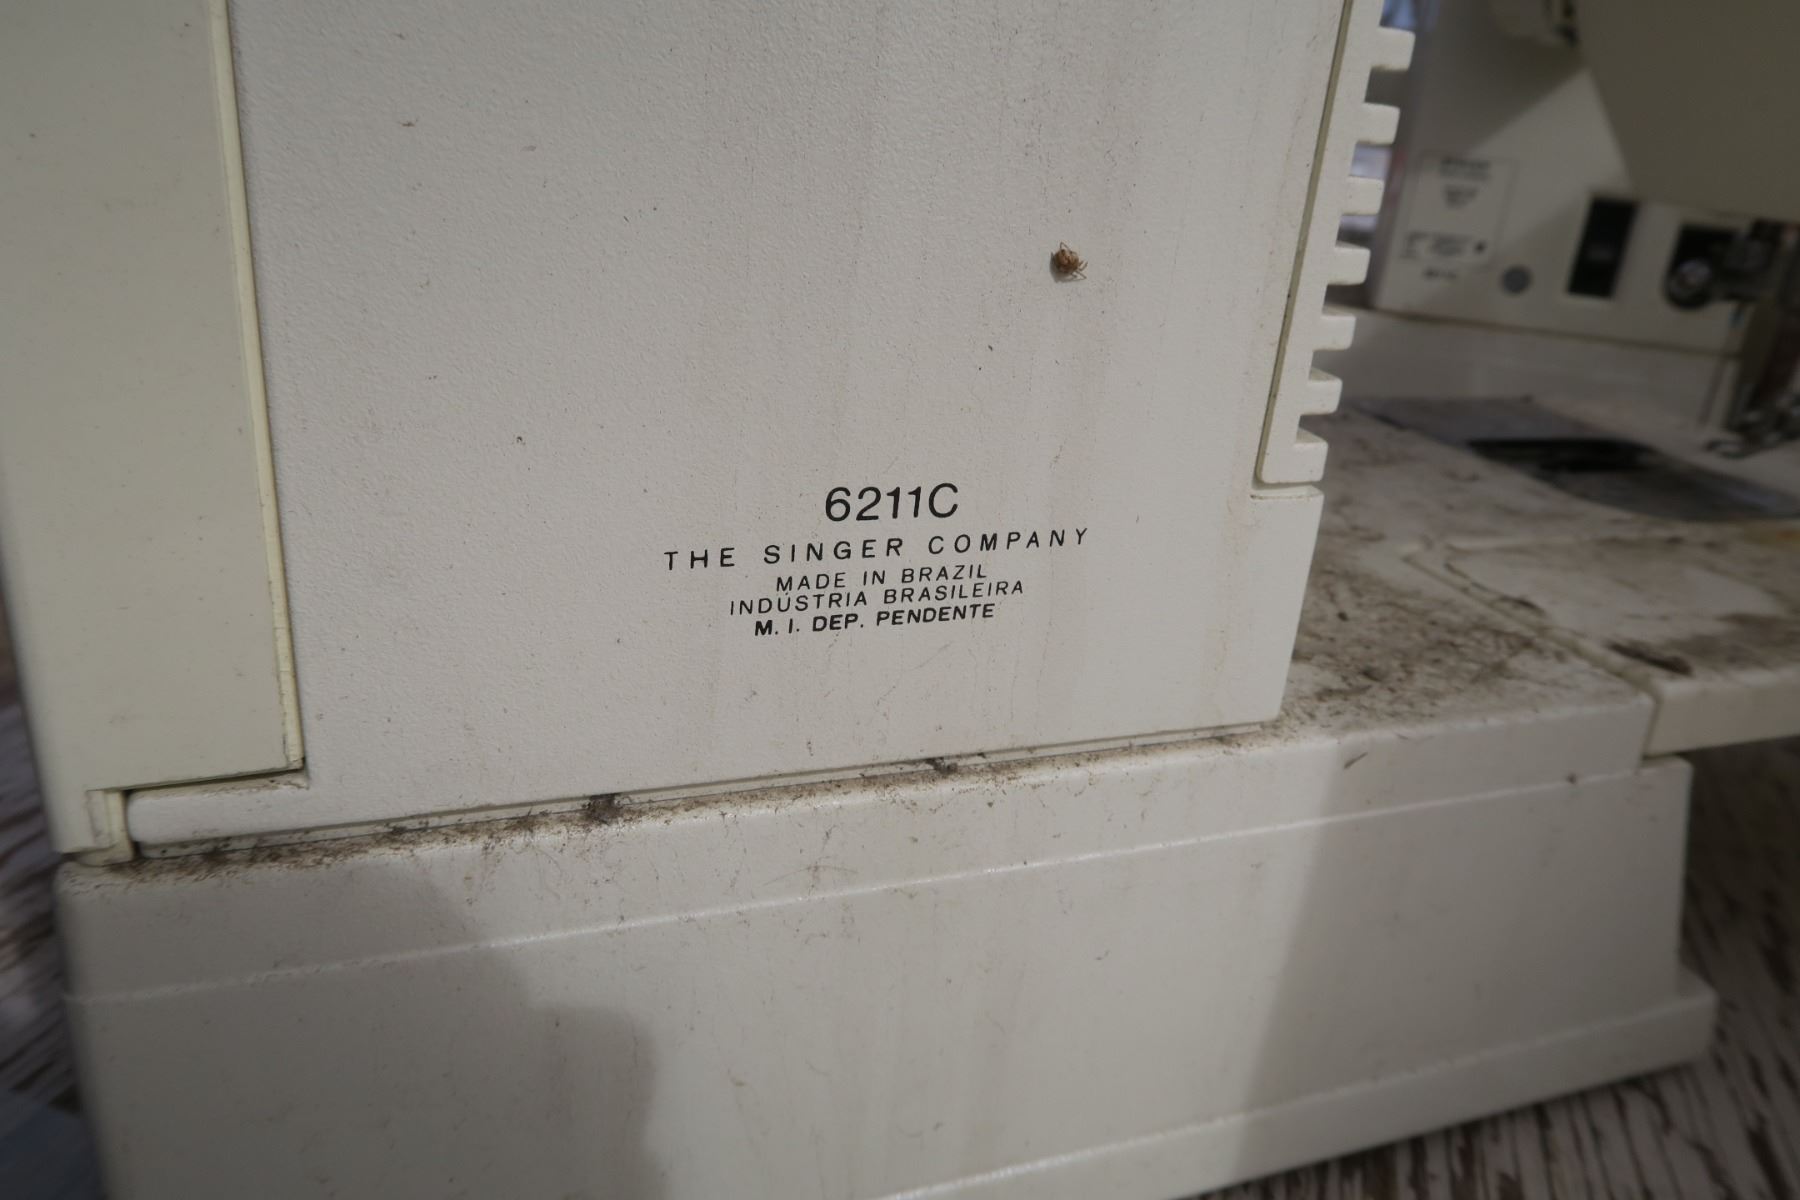 6211C
THE SINGER COMPANY
MADE IN BRAZIL
INDÚSTRIA BRASILEIRA
M. I. DEP. PENDENTE